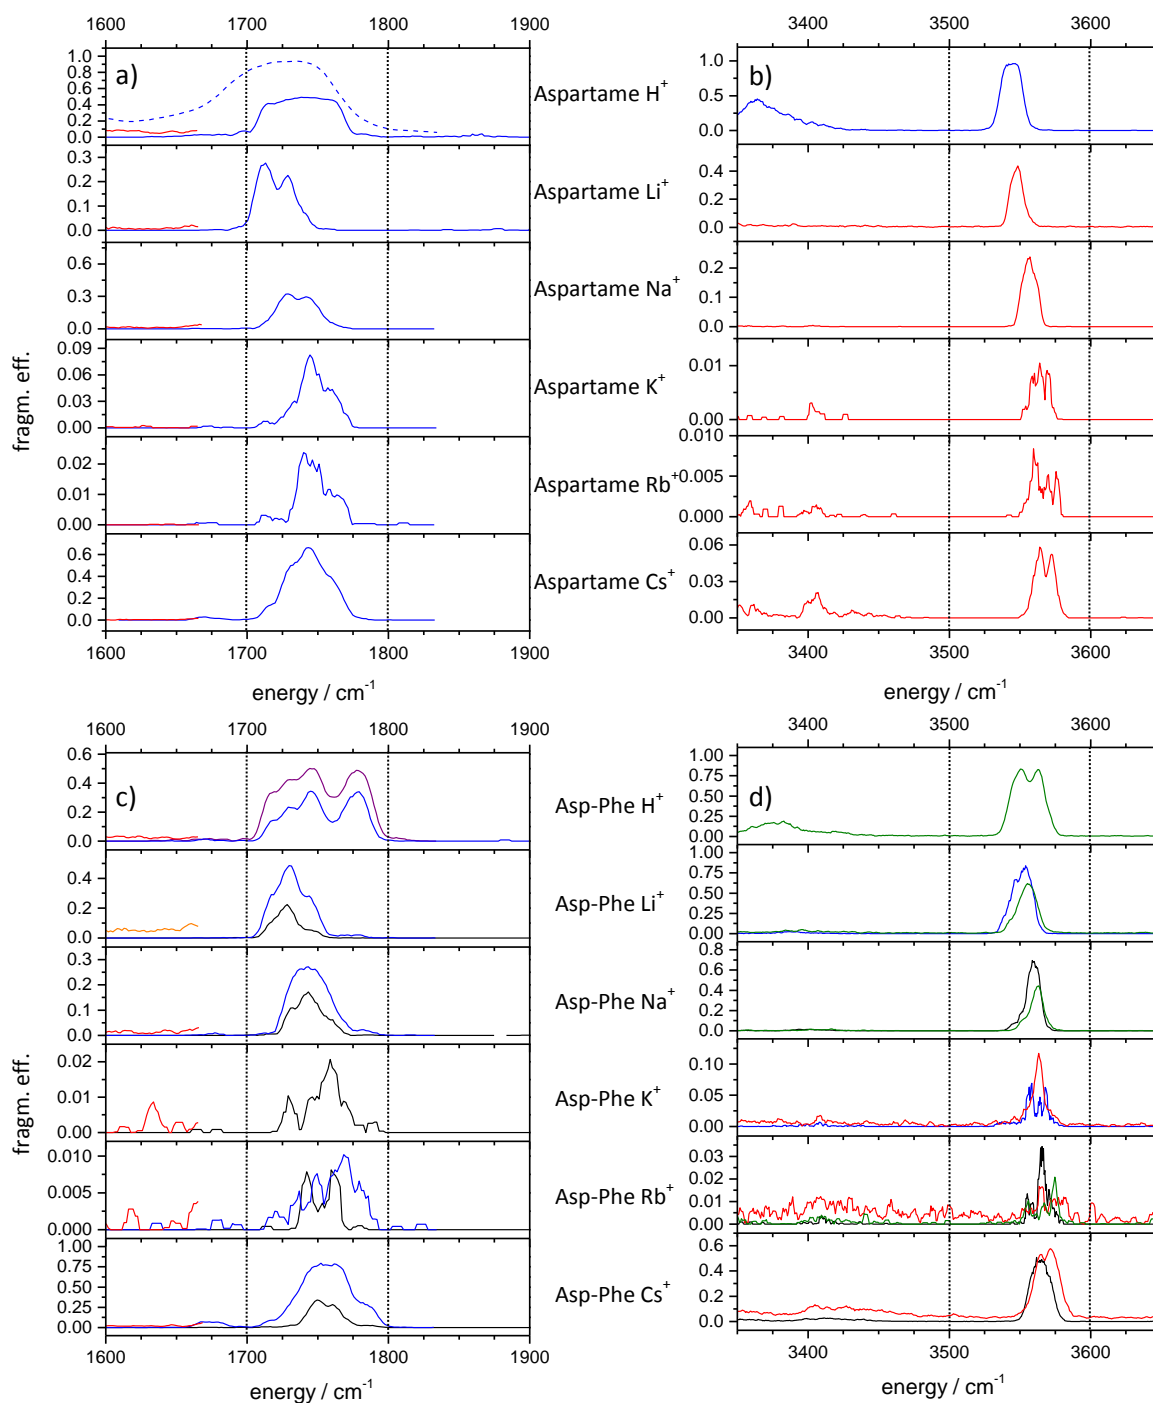 1600 1700 1800 1900
3400 3500 3600
a)
1.0
0.8
0.6
0.4
0.2
0.0
Aspartame H⁺
b)
1.0
0.5
0.0
0.3
0.2
0.1
0.0
Aspartame Li⁺
0.4
0.2
0.0
0.6
0.3
0.0
Aspartame Na⁺
0.2
0.1
0.0
0.09
0.06
0.03
0.00
Aspartame K⁺
0.01
0.00
0.02
0.01
0.00
Aspartame Rb⁺
0.010
0.005
0.000
0.6
0.4
0.2
0.0
Aspartame Cs⁺
0.06
0.03
0.00
fragm. eff.
1600 1700 1800 1900
3400 3500 3600
energy / cm⁻¹
energy / cm⁻¹
1600 1700 1800 1900
3400 3500 3600
c)
0.6
0.4
0.2
0.0
Asp-Phe H⁺
d)
1.00
0.75
0.50
0.25
0.00
0.4
0.2
0.0
Asp-Phe Li⁺
1.00
0.75
0.50
0.25
0.00
0.3
0.2
0.1
0.0
Asp-Phe Na⁺
0.8
0.6
0.4
0.2
0.0
0.02
0.01
0.00
Asp-Phe K⁺
0.10
0.05
0.00
0.010
0.005
0.000
Asp-Phe Rb⁺
0.03
0.02
0.01
0.00
1.00
0.75
0.50
0.25
0.00
Asp-Phe Cs⁺
0.6
0.4
0.2
0.0
fragm. eff.
1600 1700 1800 1900
3400 3500 3600
energy / cm⁻¹
energy / cm⁻¹